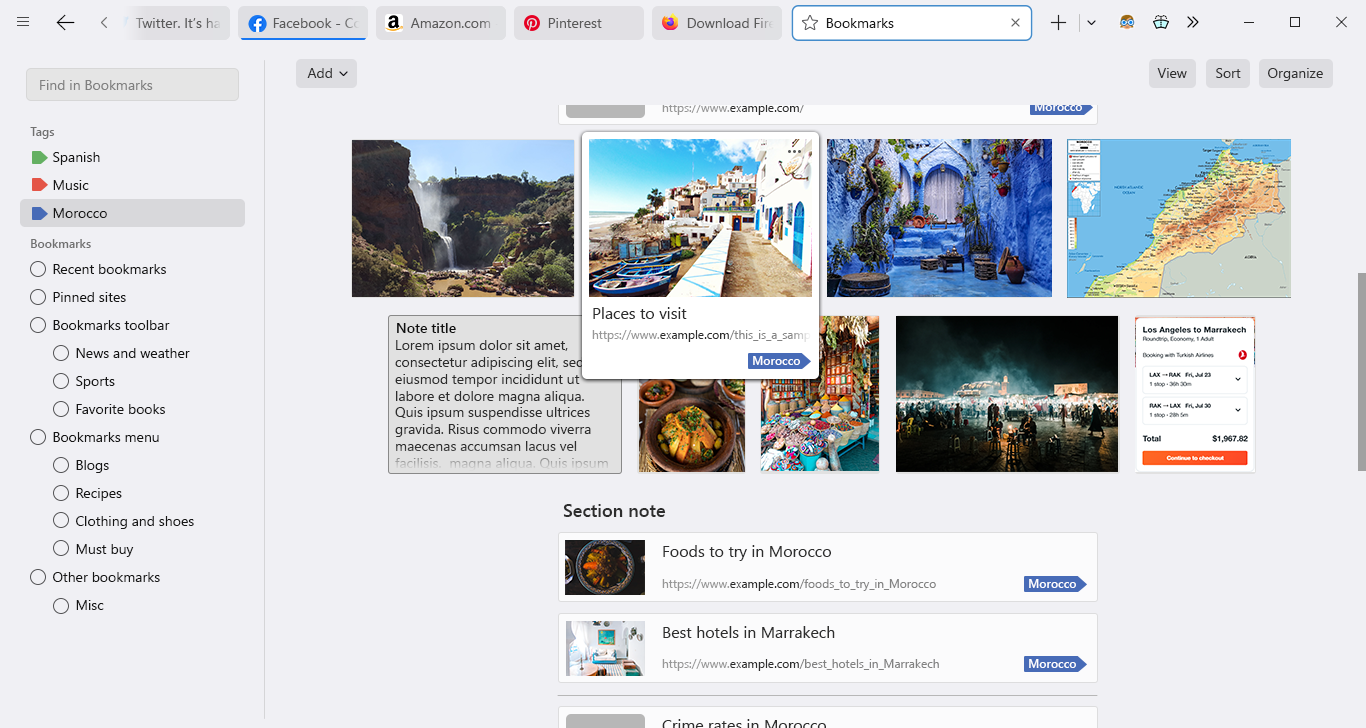 Twitter. It's ha
Facebook - Co
Amazon.com
Pinterest
Download Fire
Bookmarks
Find in Bookmarks
Add
View
Sort
Organize
Tags
Spanish
Music
Morocco
Bookmarks
Recent bookmarks
Pinned sites
Bookmarks toolbar
News and weather
Sports
Favorite books
Bookmarks menu
Blogs
Recipes
Clothing and shoes
Must buy
Other bookmarks
Misc
https://www.example.com/
Morocco
Places to visit
https://www.example.com/this_is_a_samp
Morocco
Note title
Lorem ipsum dolor sit amet,
consectetur adipiscing elit, sed
eiusmod tempor incididunt ut
labore et dolore magna aliqua.
Quis ipsum suspendisse ultrices
gravida. Risus commodo viverra
maecenas accumsan lacus vel
facilisis. magna aliqua. Quis ipsum
Los Angeles to Marrakech
Roundtrip, Economy, 1 Adult
Booking with Turkish Airlines
LAX → RAK Fri, Jul 23
1 stop • 36h 30m
RAK → LAX Fri, Jul 30
1 stop • 28h 5m
Total $1,967.82
Continue to checkout
Section note
Foods to try in Morocco
https://www.example.com/foods_to_try_in_Morocco
Morocco
Best hotels in Marrakech
https://www.example.com/best_hotels_in_Marrakech
Morocco
Crime rates in Morocco